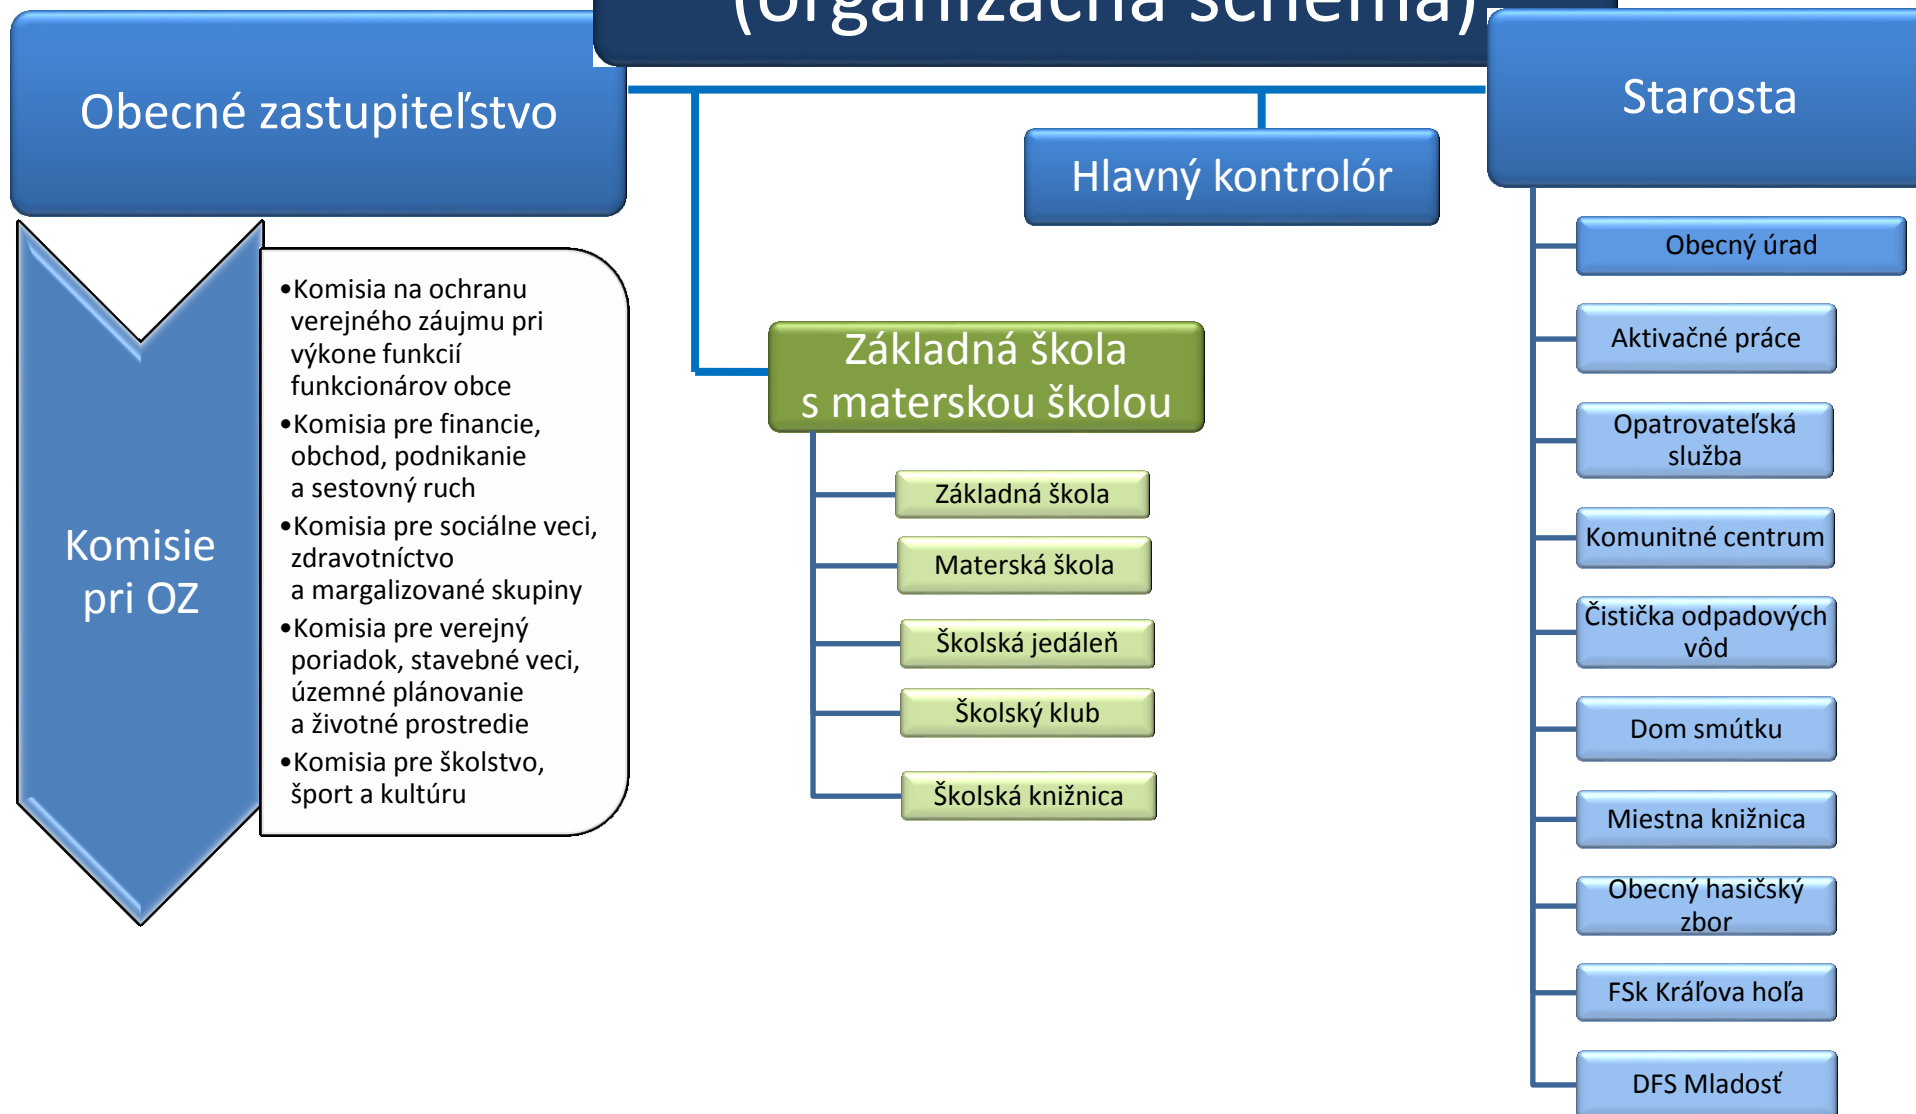 (organizačná schéma)
Obecné zastupiteľstvo
Starosta
Hlavný kontrolór
Komisie
pri OZ
•Komisia na ochranu
verejného záujmu pri
výkone funkcií
funkcionárov obce
•Komisia pre financie,
obchod, podnikanie
a sestovný ruch
•Komisia pre sociálne veci,
zdravotníctvo
a margalizované skupiny
•Komisia pre verejný
poriadok, stavebné veci,
územné plánovanie
a životné prostredie
•Komisia pre školstvo,
šport a kultúru
Základná škola
s materskou školou
Základná škola
Materská škola
Školská jedáleň
Školský klub
Školská knižnica
Obecný úrad
Aktivačné práce
Opatrovateľská
služba
Komunitné centrum
Čistička odpadových
vôd
Dom smútku
Miestna knižnica
Obecný hasičský
zbor
FSk Kráľova hoľa
DFS Mladosť